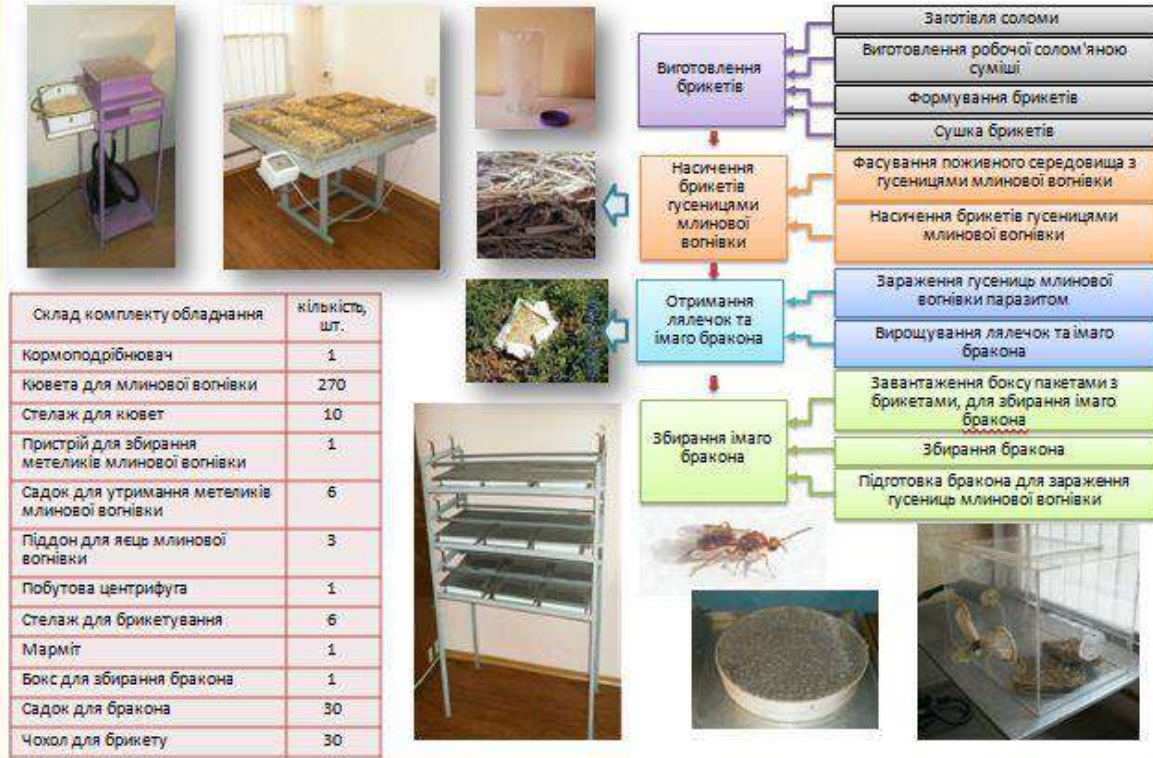 Виготовлення
брикетів
Заготівля соломи
Виготовлення робочої солом'яною
суміші
Формування брикетів
Сушка брикетів
Насичення
брикетів
гусеницями
млинової
вогнівки
Фасування поживного середовища з
гусеницями млинової вогнівки
Насичення брикетів гусеницями
млинової вогнівки
Отримання
лялечок та
імаго бракона
Зараження гусениць млинової
вогнівки паразитом
Вирощування лялечок та імаго
бракона
Збирання імаго
бракона
Завантаження боксу пакетами з
брикетами, для збирання імаго
бракона
Збирання бракона
Підготовка бракона для зараження
гусениць млинової вогнівки
Склад комплекту обладнання кількість,
шт.
Кормоподрібнювач 1
Кювета для млинової вогнівки 270
Стелаж для кювет 10
Пристрій для збирання 1
метеликів млинової вогнівки
Садок для утримання метеликів 6
млинової вогнівки
Піддон для яєць млинової 3
вогнівки
Побутова центрифуга 1
Стелаж для брикетування 6
Марміт 1
Бокс для збирання бракона 1
Садок для бракона 30
Чохол для брикету 30